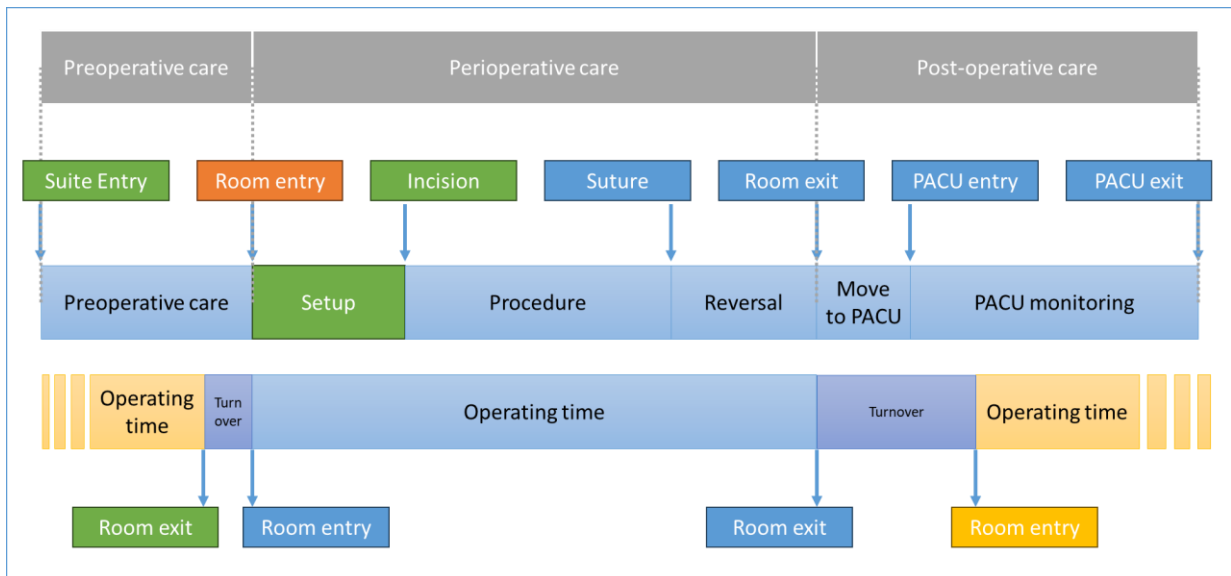 Preoperative care
Perioperative care
Post-operative care
Suite Entry
Room entry
Incision
Suture
Room exit
PACU entry
PACU exit
Preoperative care
Setup
Procedure
Reversal
Move
to PACU
PACU monitoring
Operating
time
Turn
over
Operating time
Turnover
Operating time
Room exit
Room entry
Room exit
Room entry